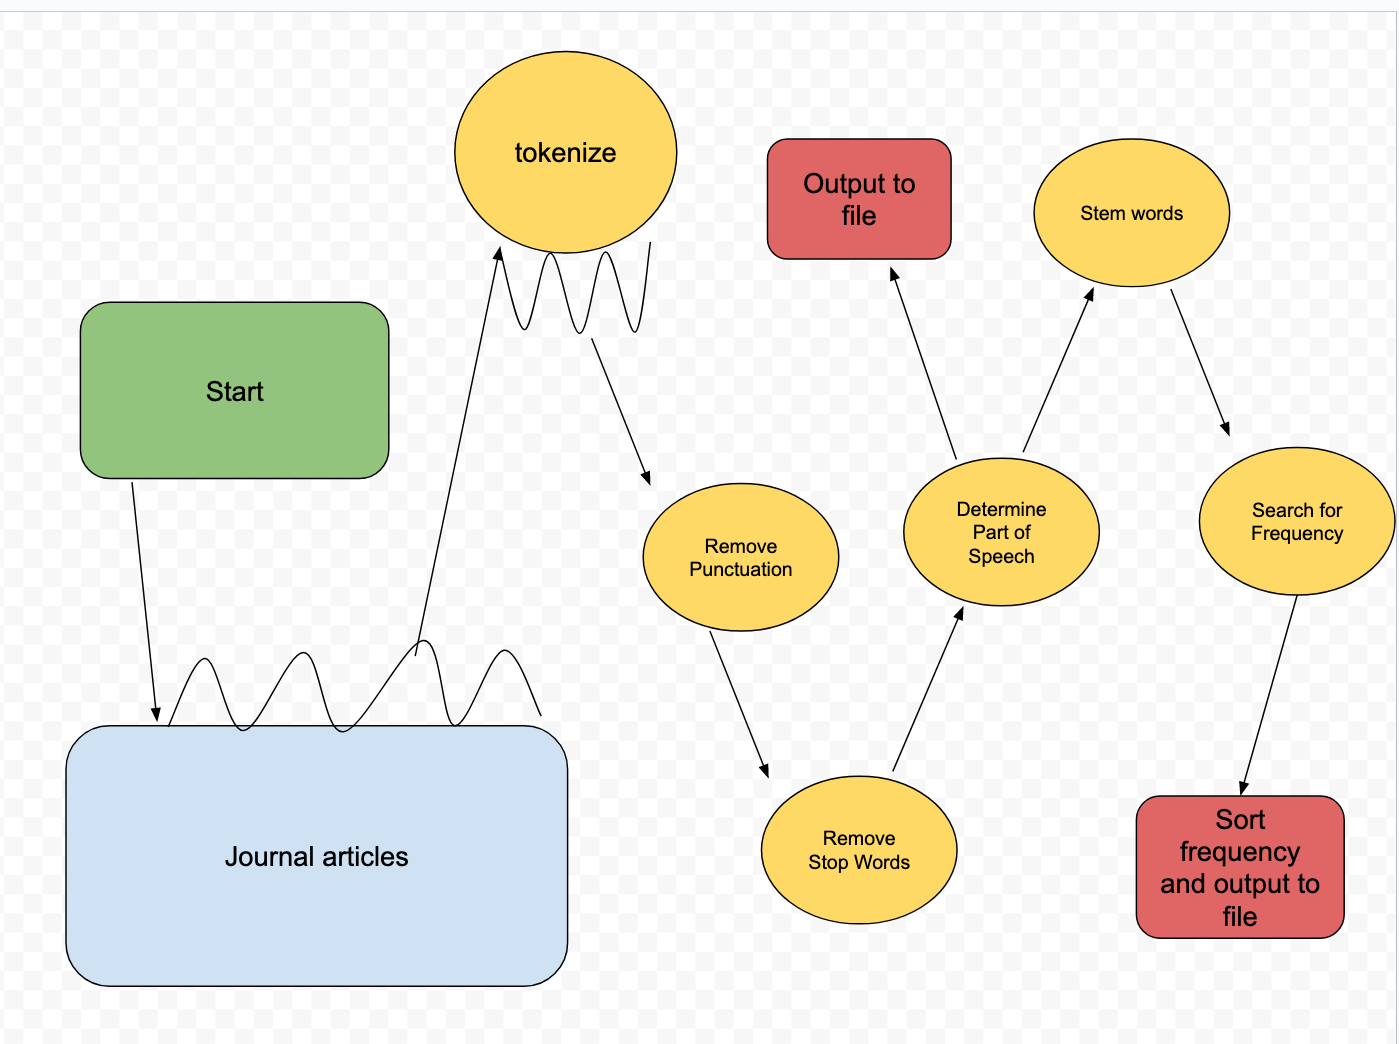 tokenize
Output to
file
Stem words
Start
Determine
Part of
Speech
Search for
Frequency
Remove
Punctuation
Journal articles
Remove
Stop Words
Sort
frequency
and output to
file